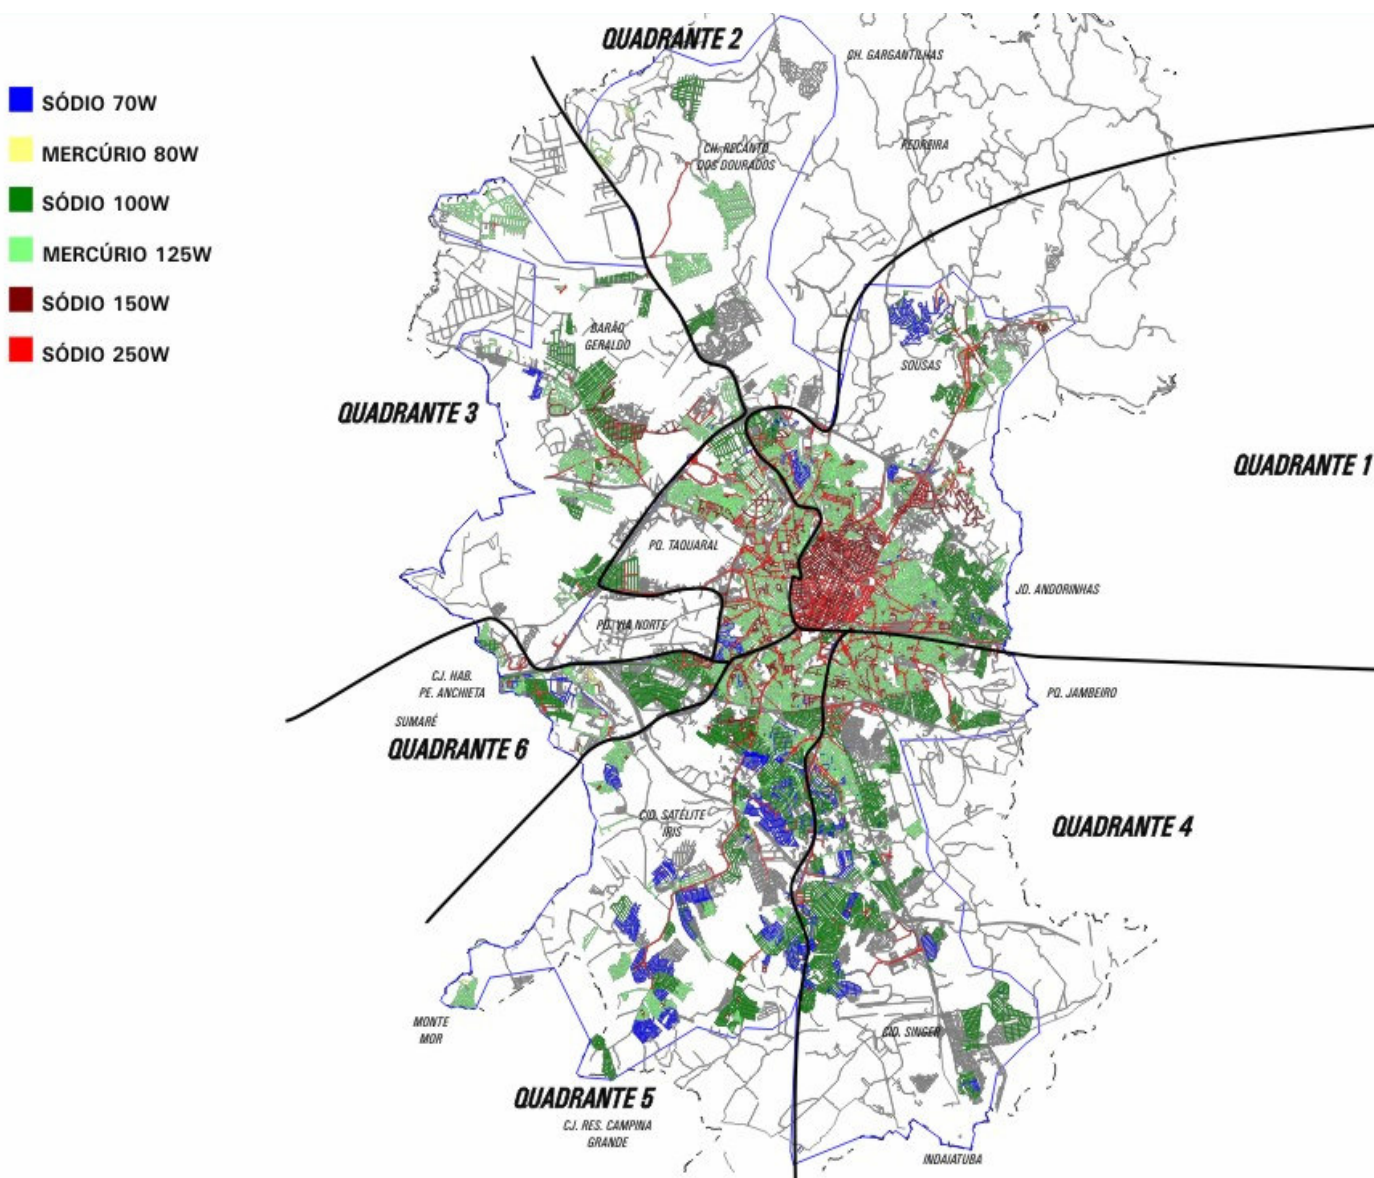 QUADRANTE 2
CH. GARGANTILHAS
SÓDIO 70W
MERCÚRIO 80W
SÓDIO 100W
MERCÚRIO 125W
SÓDIO 150W
SÓDIO 250W
PEDREIRA
CH. RECANTO
DOS DOURADOS
BARÃO
GERALDO
SOUSAS
QUADRANTE 3
QUADRANTE 1
PQ. TAQUARAL
JD. ANDORINHAS
PQ. VIA NORTE
CJ. HAB.
PE. ANCHIETA
PQ. JAMBEIRO
SUMARÉ
QUADRANTE 6
CID. SATÉLITE
ÍRIS
QUADRANTE 4
MONTE
MOR
CID. SINGER
QUADRANTE 5
CJ. RES. CAMPINA
GRANDE
INDAIATUBA